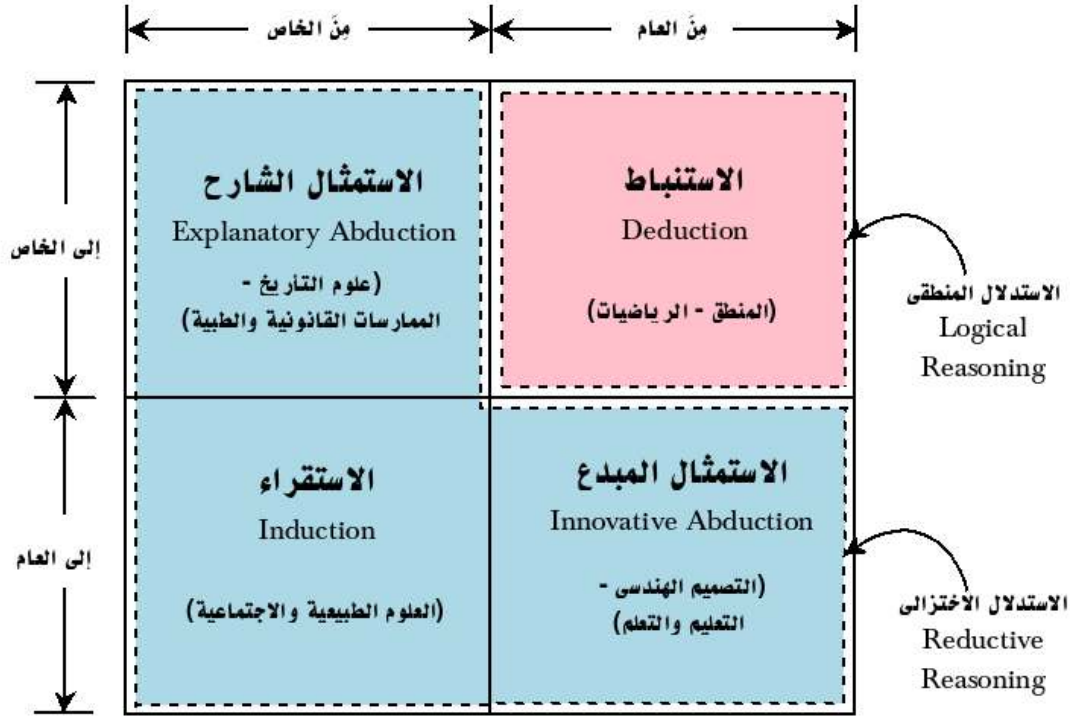 مِنَ العام
مِنَ الخاص
إلى الخاص
الاستنباط
Deduction
(المنطق - الرياضيات)
الاستمثال الشارح
Explanatory Abduction
(علوم التأريخ -
الممارسات القانونية والطبية)
الاستدلال المنطقى
Logical
Reasoning
إلى العام
الاستمثال المبدع
Innovative Abduction
(التصميم الهندسى -
التعليم والتعلم)
الاستقراء
Induction
(العلوم الطبيعية والاجتماعية)
الاستدلال الاختزالى
Reductive
Reasoning